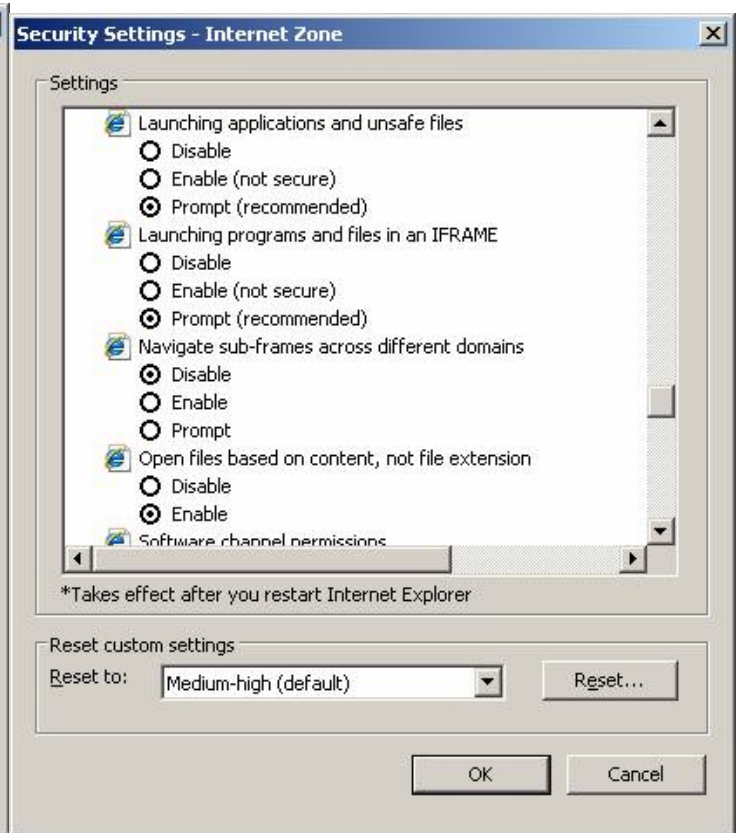 Security Settings - Internet Zone
Settings
Launching applications and unsafe files
Disable
Enable (not secure)
Prompt (recommended)
Launching programs and files in an IFRAME
Disable
Enable (not secure)
Prompt (recommended)
Navigate sub-frames across different domains
Disable
Enable
Prompt
Open files based on content, not file extension
Disable
Enable
Software channel permissions
*Takes effect after you restart Internet Explorer
Reset custom settings
Reset to:
Medium-high (default)
Reset...
OK
Cancel